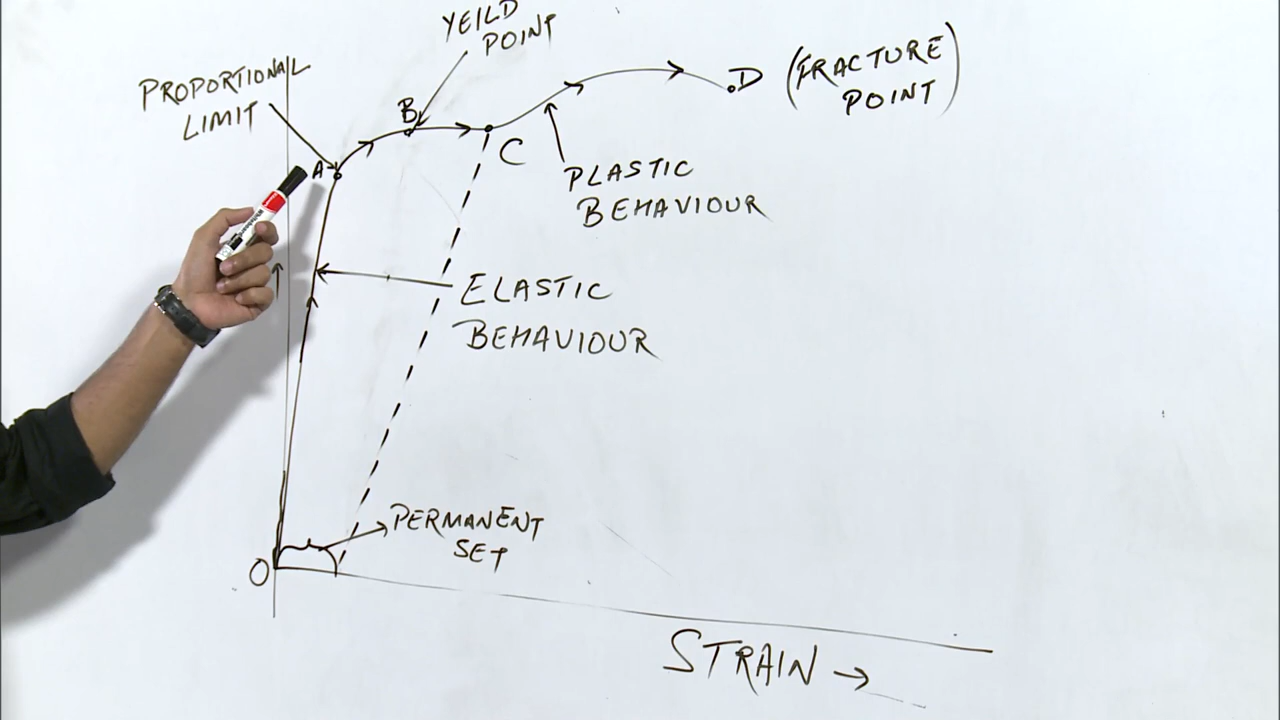 YEILD
POINT
PROPORTIONAL
LIMIT
(FRACTURE
POINT)
D
B
A
C
PLASTIC
BEHAVIOUR
ELASTIC
BEHAVIOUR
PERMANENT
SET
O
STRAIN →